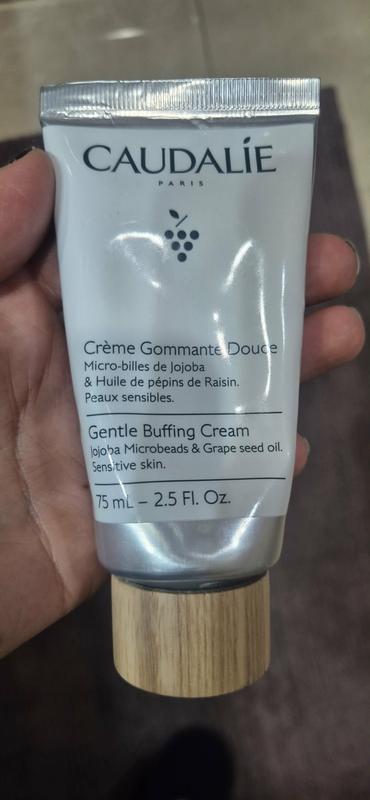 CAUDALÍE
PARIS
Crème Gommante Douce
Micro-billes de Jojoba
& Huile de pépins de Raisin.
Peaux sensibles.
Gentle Buffing Cream
Jojoba Microbeads & Grape seed oil.
Sensitive skin.
75 mL – 2.5 Fl. Oz.